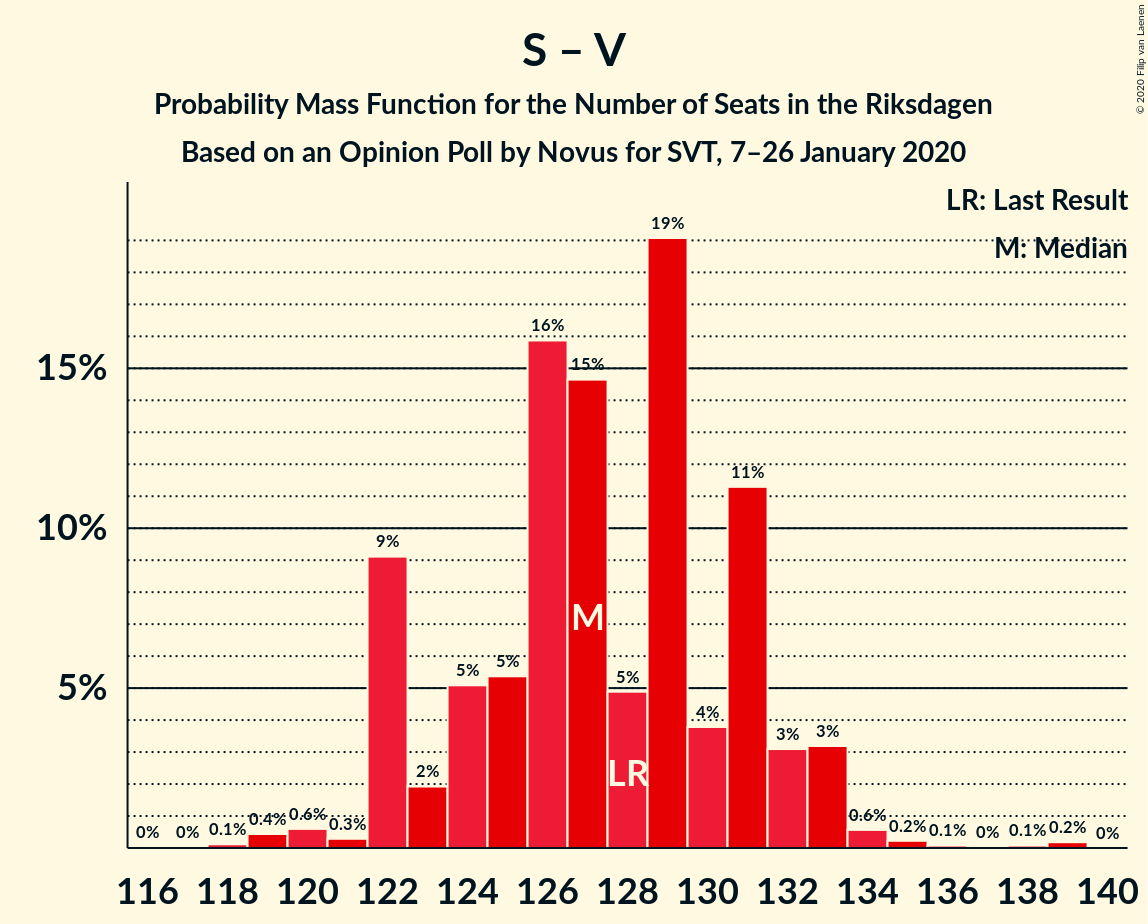 © 2020 Filip van Laenen
S – V
Probability Mass Function for the Number of Seats in the Riksdagen
Based on an Opinion Poll by Novus for SVT, 7–26 January 2020
LR: Last Result
M: Median
15%
10%
5%
0% 0% 0.1% 0.4% 0.6% 0.3% 9% 2% 5% 5% 16% 15% 5% 19% 4% 11% 3% 3% 0.6% 0.2% 0.1% 0% 0.1% 0.2% 0%
M
LR
116 118 120 122 124 126 128 130 132 134 136 138 140